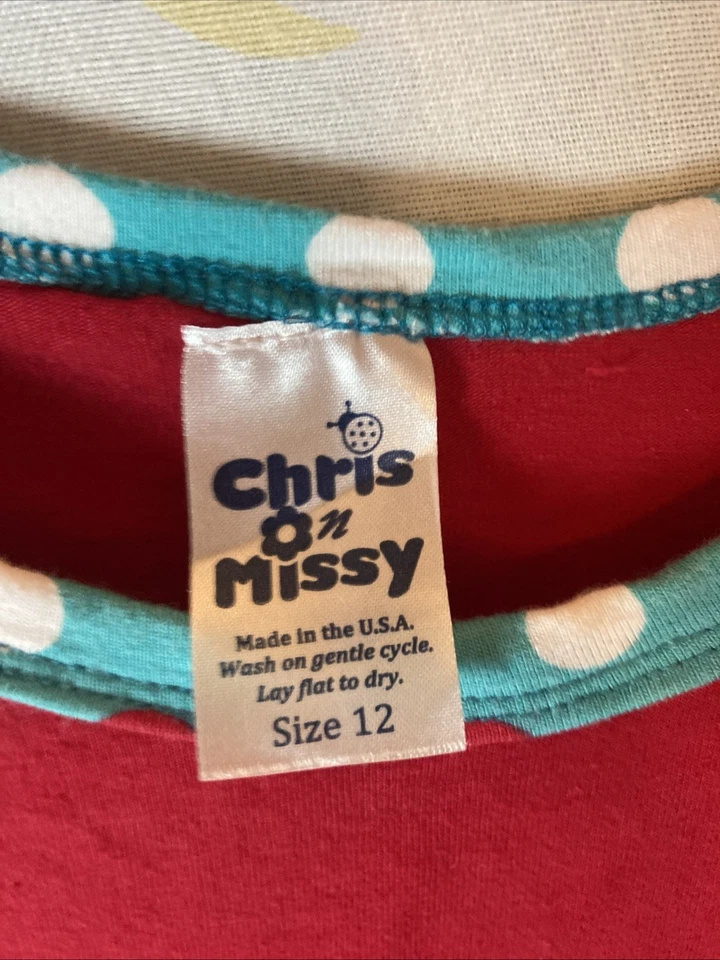 Chris
n
Missy
Made in the U.S.A.
Wash on gentle cycle.
Lay flat to dry.
Size 12